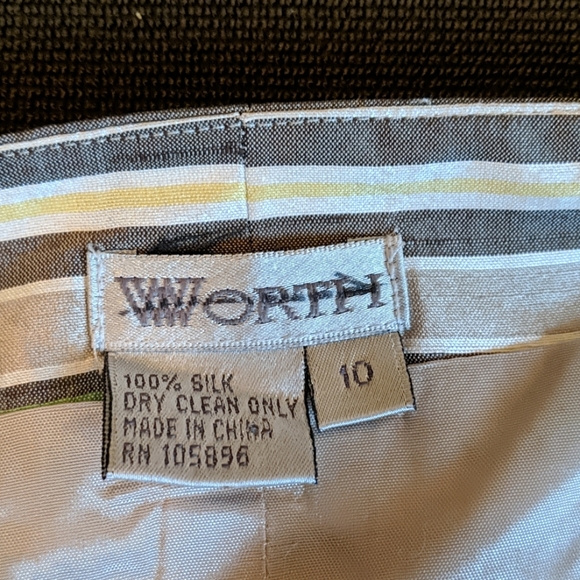 WORTH
10
100% SILK
DRY CLEAN ONLY
MADE IN CHINA
RN 105896